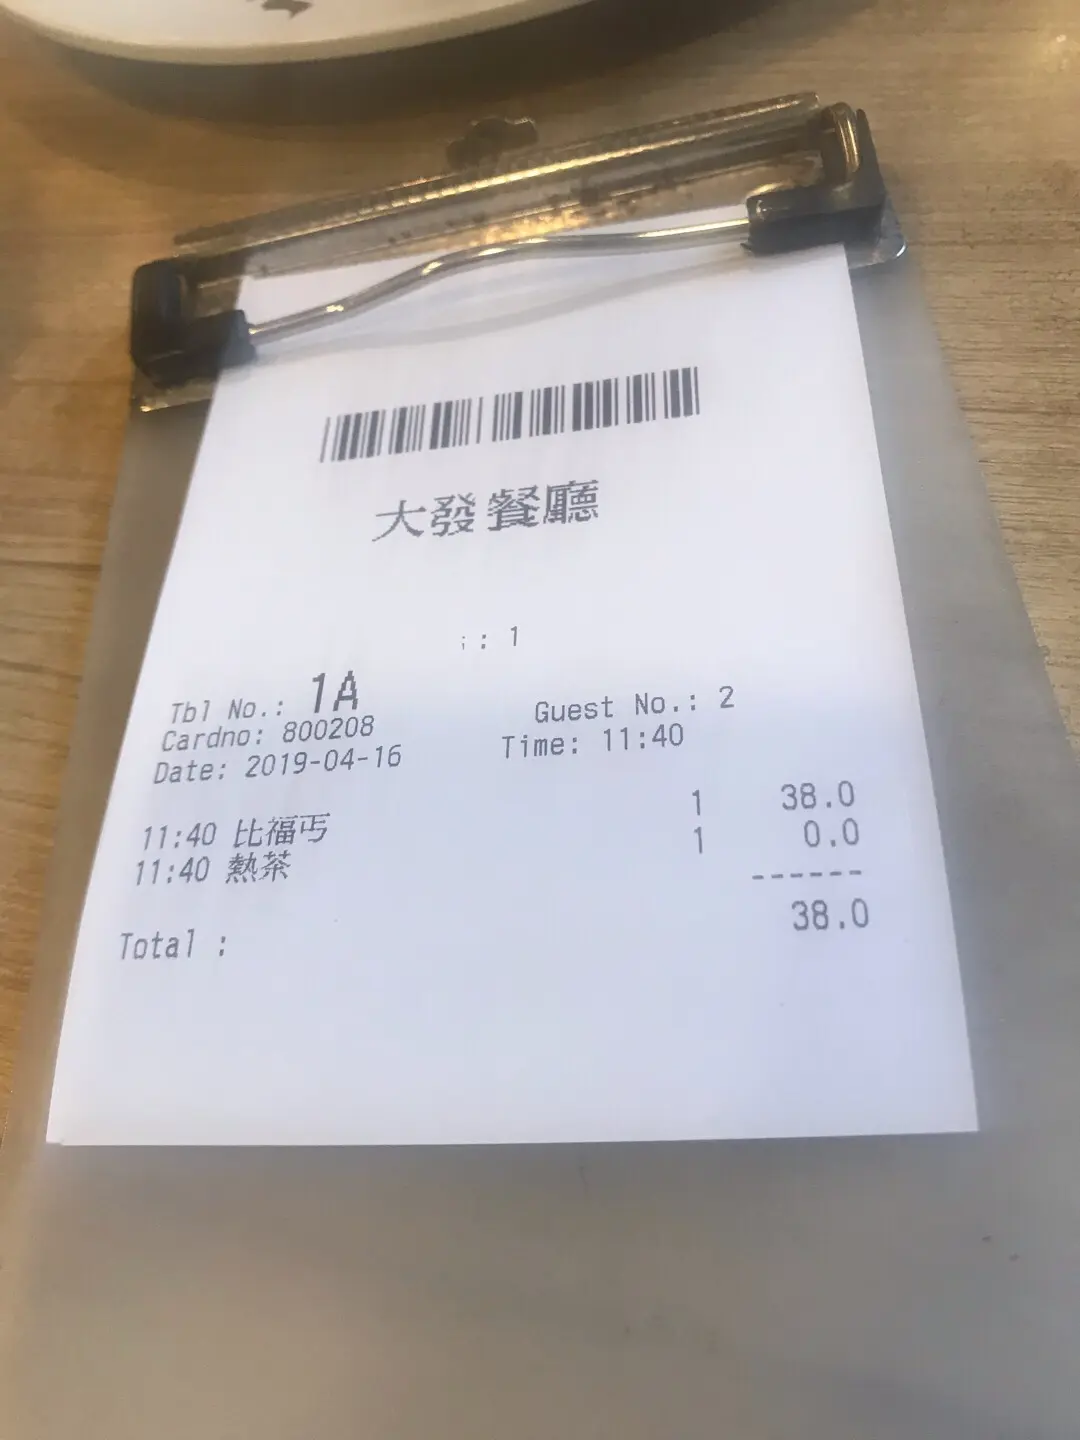 大發餐廳
: 1
Tbl No.: 1A Guest No.: 2
Cardno: 800208
Date: 2019-04-16 Time: 11:40
11:40 比福丐 1 38.0
11:40 熱茶 1 0.0
------
Total : 38.0